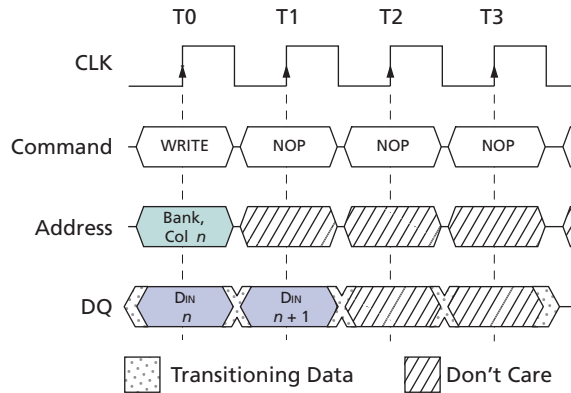 T0 T1 T2 T3
CLK
Command WRITE NOP NOP NOP
Address Bank, Col n
DQ DIN n DIN n + 1
Transitioning Data Don't Care